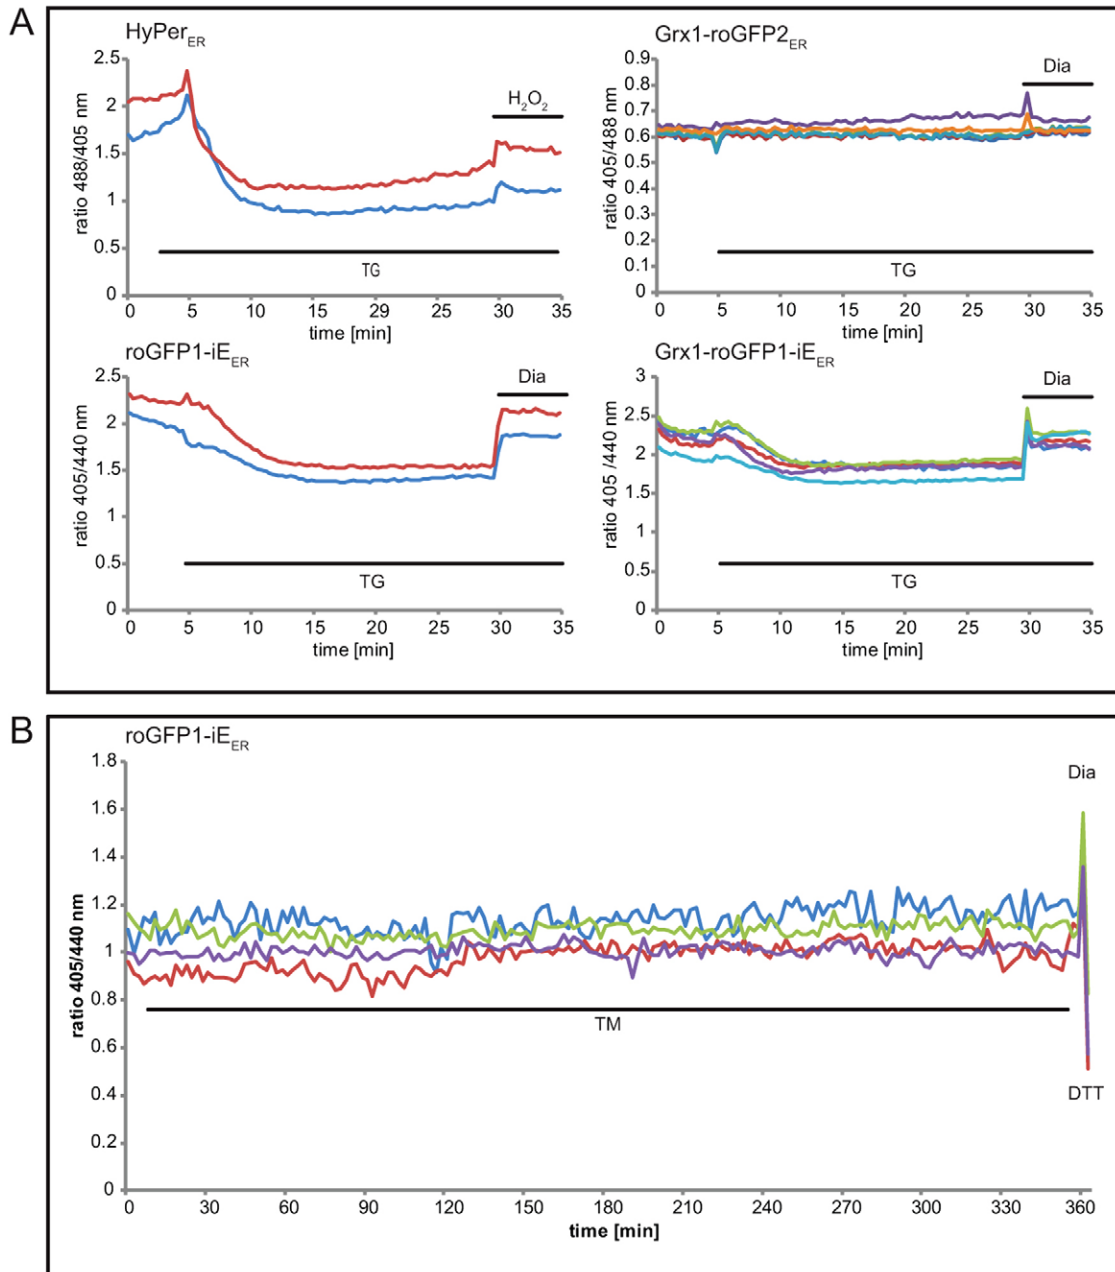 A
HyPerER
2.5
2
1.5
1
0.5
0
ratio 488/405 nm
H2O2
TG
0 5 10 15 29 25 30 35
time [min]
Grx1-roGFP2ER
0.9
0.8
0.7
0.6
0.5
0.4
0.3
0.2
0.1
0
ratio 405/488 nm
Dia
TG
0 5 10 15 20 25 30 35
time [min]
roGFP1-iEER
2.5
2
1.5
1
0.5
0
ratio 405/440 nm
Dia
TG
0 5 10 15 20 25 30 35
time [min]
Grx1-roGFP1-iEER
3
2.5
2
1.5
1
0.5
0
ratio 405 /440 nm
Dia
TG
0 5 10 15 20 25 30 35
time [min]
B
roGFP1-iEER
1.8
1.6
1.4
1.2
1
0.8
0.6
0.4
0.2
0
ratio 405/440 nm
Dia
TM
DTT
0 30 60 90 120 150 180 210 240 270 300 330 360
time [min]